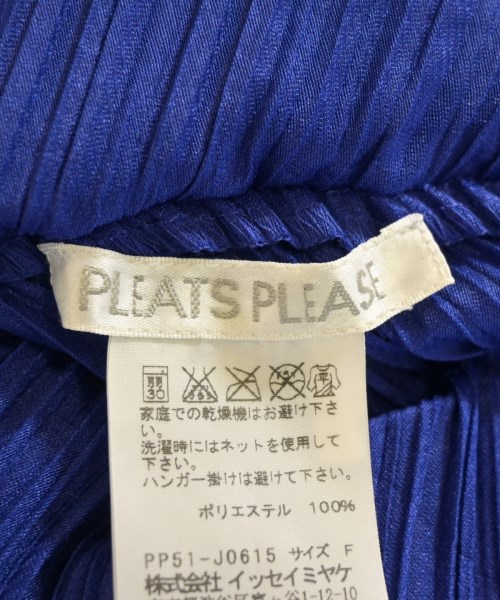 PLEATS PLEASE
30
家庭での乾燥機はお避け下さ
い。
洗濯時にはネットを使用して
下さい。
ハンガー掛けは避けて下さい。
ポリエステル 100%
PP51-J0615 サイズ F
株式会社 イッセイミヤケ
1-12-10